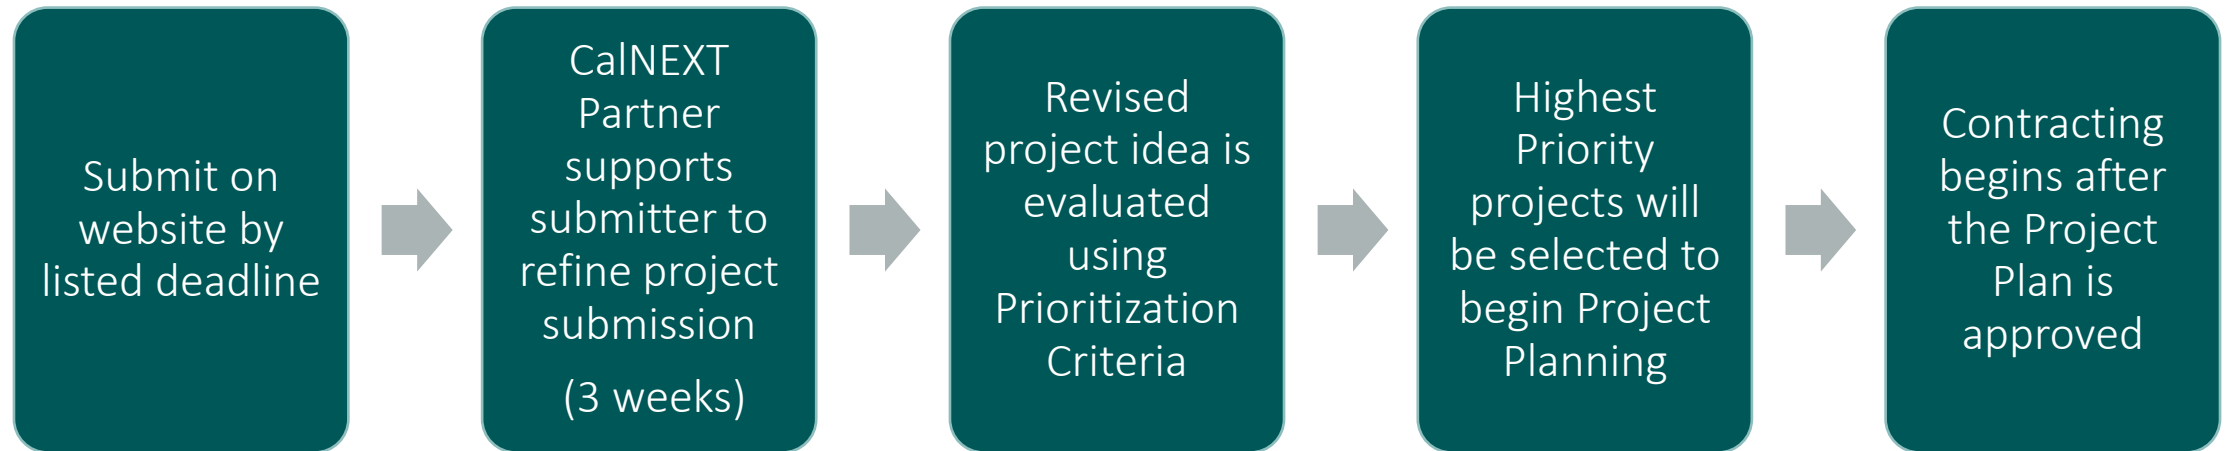 Submit on
website by
listed deadline
CalNEXT
Partner
supports
submitter to
refine project
submission
(3 weeks)
Revised
project idea is
evaluated
using
Prioritization
Criteria
Highest
Priority
projects will
be selected to
begin Project
Planning
Contracting
begins after
the Project
Plan is
approved